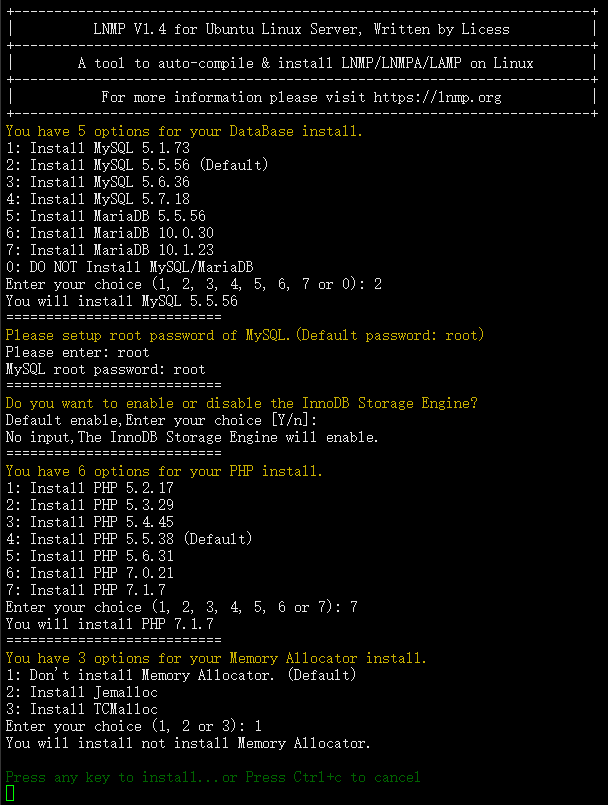 +------------------------------------------------------------------------+
|          LNMP V1.4 for Ubuntu Linux Server, Written by Licess          |
+------------------------------------------------------------------------+
|        A tool to auto-compile & install LNMP/LNMPA/LAMP on Linux       |
+------------------------------------------------------------------------+
|           For more information please visit https://lnmp.org           |
+------------------------------------------------------------------------+
You have 5 options for your DataBase install.
1: Install MySQL 5.1.73
2: Install MySQL 5.5.56 (Default)
3: Install MySQL 5.6.36
4: Install MySQL 5.7.18
5: Install MariaDB 5.5.56
6: Install MariaDB 10.0.30
7: Install MariaDB 10.1.23
0: DO NOT Install MySQL/MariaDB
Enter your choice (1, 2, 3, 4, 5, 6, 7 or 0): 2
You will install MySQL 5.5.56
===========================
Please setup root password of MySQL.(Default password: root)
Please enter: root
MySQL root password: root
===========================
Do you want to enable or disable the InnoDB Storage Engine?
Default enable,Enter your choice [Y/n]:
No input,The InnoDB Storage Engine will enable.
===========================
You have 6 options for your PHP install.
1: Install PHP 5.2.17
2: Install PHP 5.3.29
3: Install PHP 5.4.45
4: Install PHP 5.5.38 (Default)
5: Install PHP 5.6.31
6: Install PHP 7.0.21
7: Install PHP 7.1.7
Enter your choice (1, 2, 3, 4, 5, 6 or 7): 7
You will install PHP 7.1.7
===========================
You have 3 options for your Memory Allocator install.
1: Don't install Memory Allocator. (Default)
2: Install Jemalloc
3: Install TCMalloc
Enter your choice (1, 2 or 3): 1
You will install not install Memory Allocator.
Press any key to install...or Press Ctrl+c to cancel